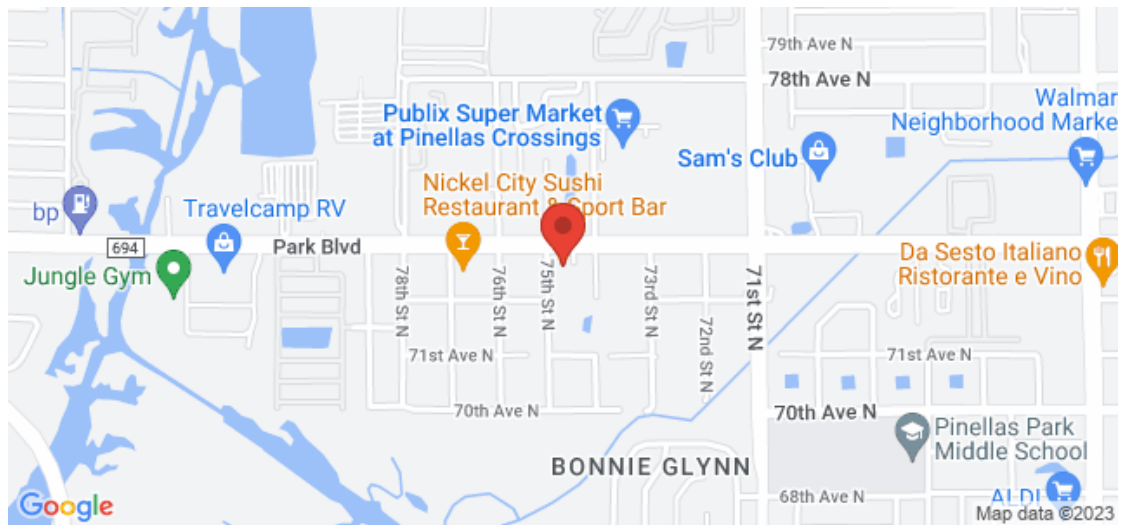 79th Ave N
78th Ave N
Publix Super Market
at Pinellas Crossings
Walmar
Neighborhood Marke
Sam's Club
Nickel City Sushi
Restaurant & Sport Bar
bp
Travelcamp RV
694
Park Blvd
Jungle Gym
Da Sesto Italiano
Ristorante e Vino
78th St N
76th St N
75th St N
73rd St N
72nd St N
71st St N
71st Ave N
71st Ave N
70th Ave N
70th Ave N
Pinellas Park
Middle School
BONNIE GLYNN
68th Ave N
ALDI
Google
Map data ©2023